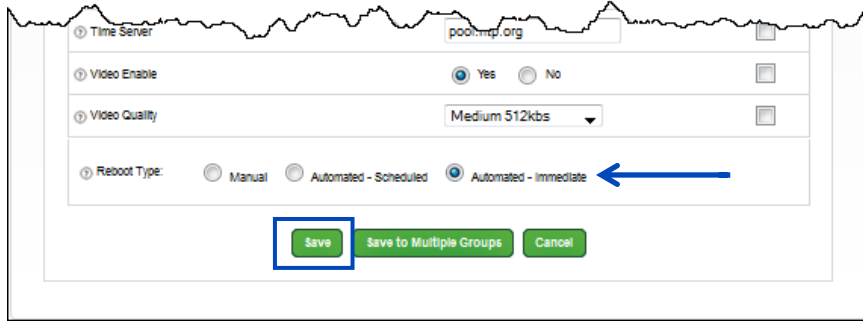 Time Server pool.ntp.org
Video Enable Yes No
Video Quality Medium 512kbs
Reboot Type: Manual Automated - Scheduled Automated - Immediate
Save Save to Multiple Groups Cancel